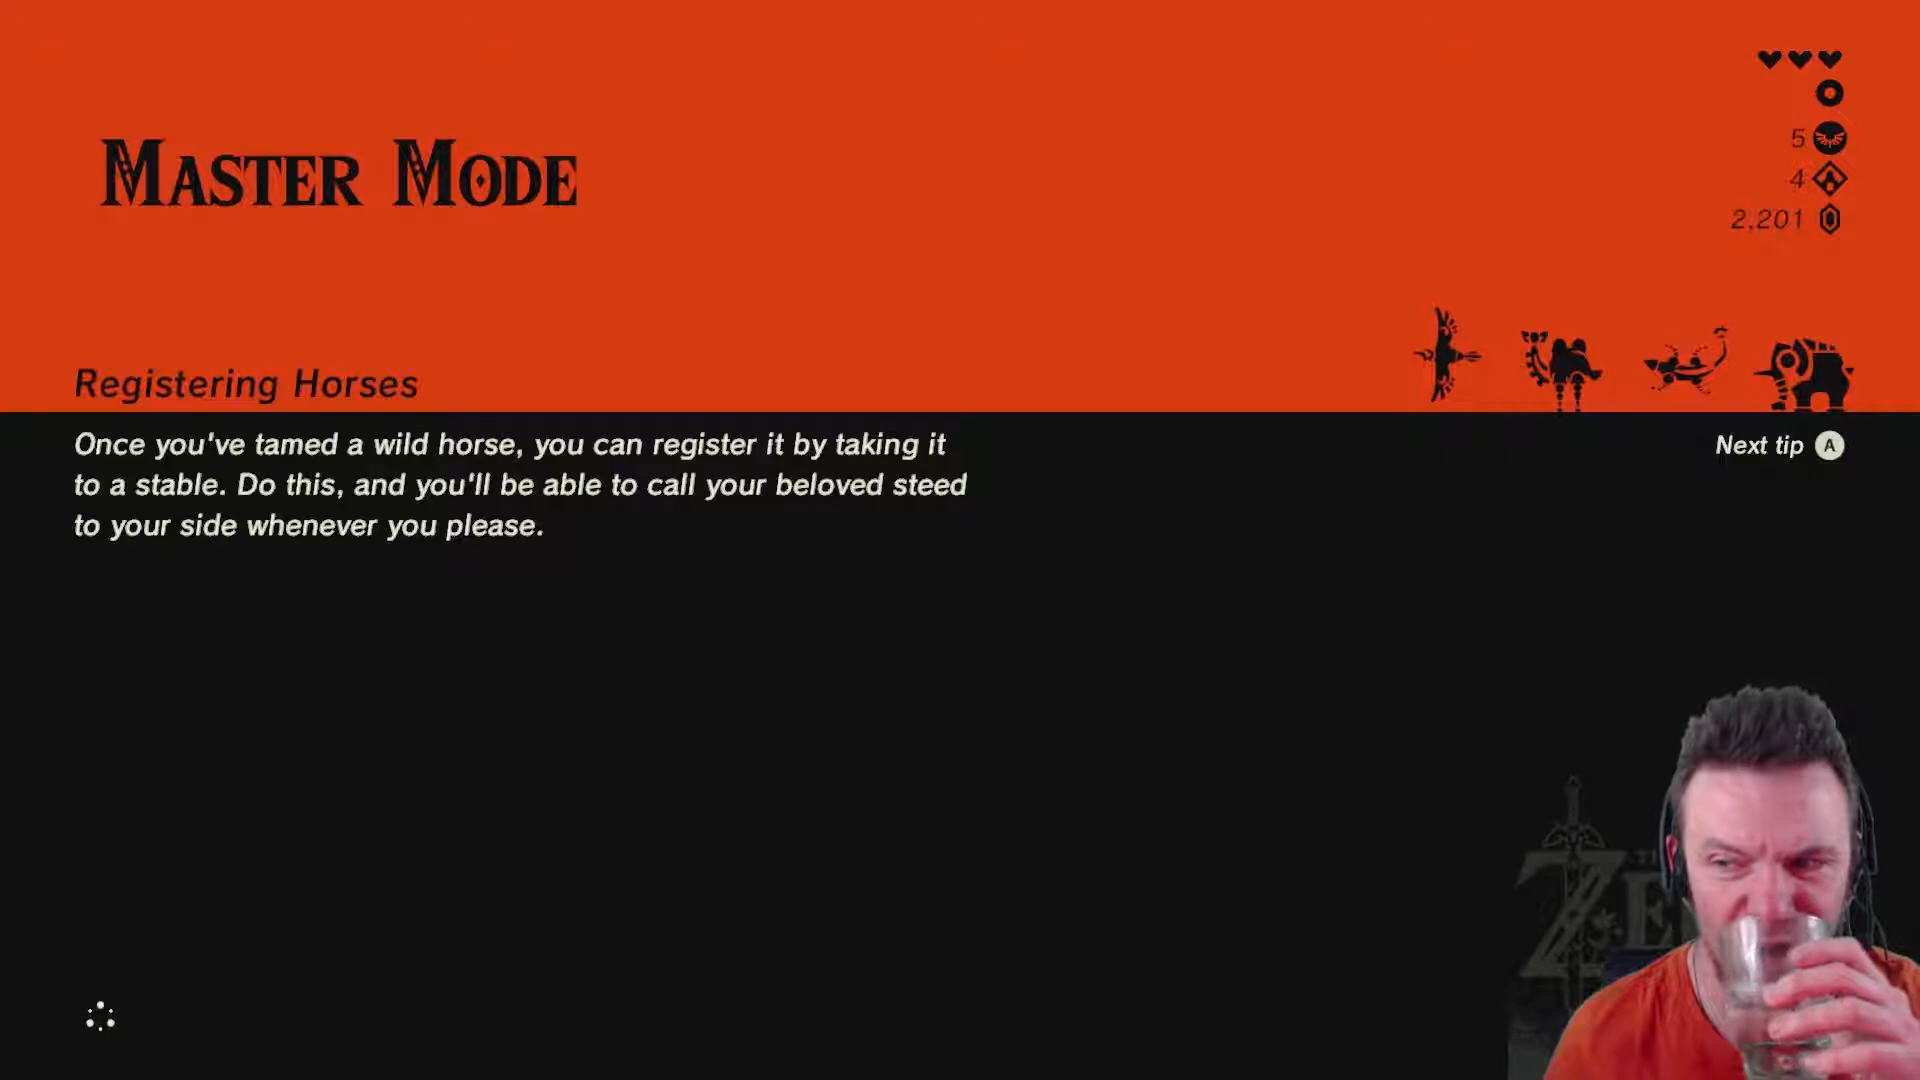 Master Mode
5
4
2,201
Registering Horses
Once you've tamed a wild horse, you can register it by taking it
to a stable. Do this, and you'll be able to call your beloved steed
to your side whenever you please.
Next tip A